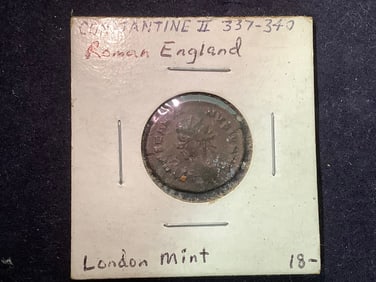 CONSTANTINE II 337-340
Roman England
London Mint 18-